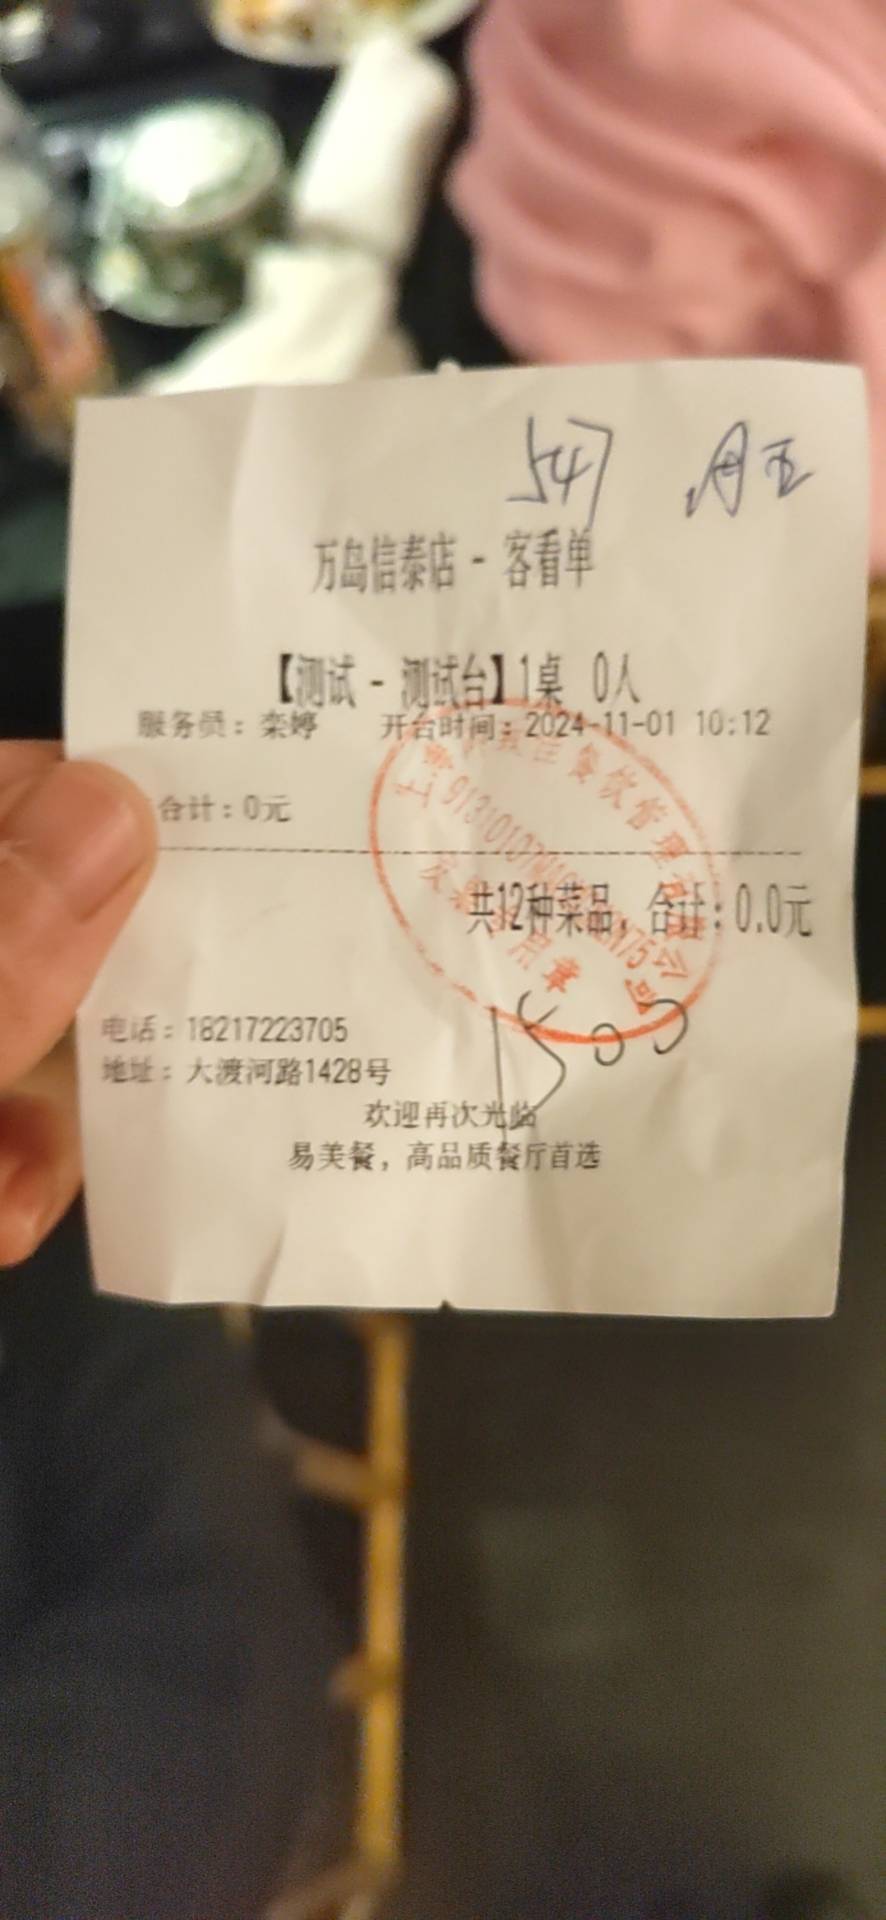 547
万岛信泰店 - 客看单
【测试 - 测试台】1桌 0人
服务员: 栾婷 开台时间: 2024-11-01 10:12
合计: 0元
共12种菜品, 合计: 0.0元
1500
电话: 18217223705
地址: 大渡河路1428号
欢迎再次光临
易美餐, 高品质餐厅首选